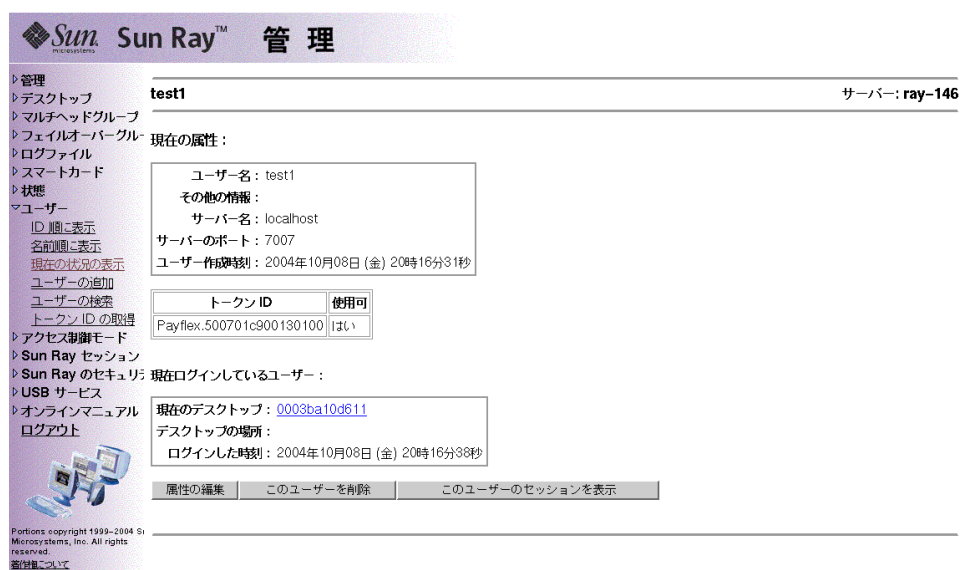 Sun microsystems Sun Ray™ 管理
▷管理
▷デスクトップ
▷マルチヘッドグループ
▷フェイルオーバーグルー
▷ログファイル
▷スマートカード
▷状態
▽ユーザー
ID 順に表示
名前順に表示
現在の状況の表示
ユーザーの追加
ユーザーの検索
トークン ID の取得
▷アクセス制御モード
▷Sun Ray セッション
▷Sun Ray のセキュリテ
▷USB サービス
▷オンラインマニュアル
ログアウト
Portions copyright 1999–2004 Su
Microsystems, Inc. All rights
reserved.
著作権について
test1 サーバー: ray–146
現在の属性：
ユーザー名： test1
その他の情報：
サーバー名： localhost
サーバーのポート： 7007
ユーザー作成時刻： 2004年10月08日 (金) 20時16分31秒
トークン ID 使用可
Payflex.500701c900130100 はい
現在ログインしているユーザー：
現在のデスクトップ： 0003ba10d611
デスクトップの場所：
ログインした時刻： 2004年10月08日 (金) 20時16分38秒
属性の編集 このユーザーを削除 このユーザーのセッションを表示